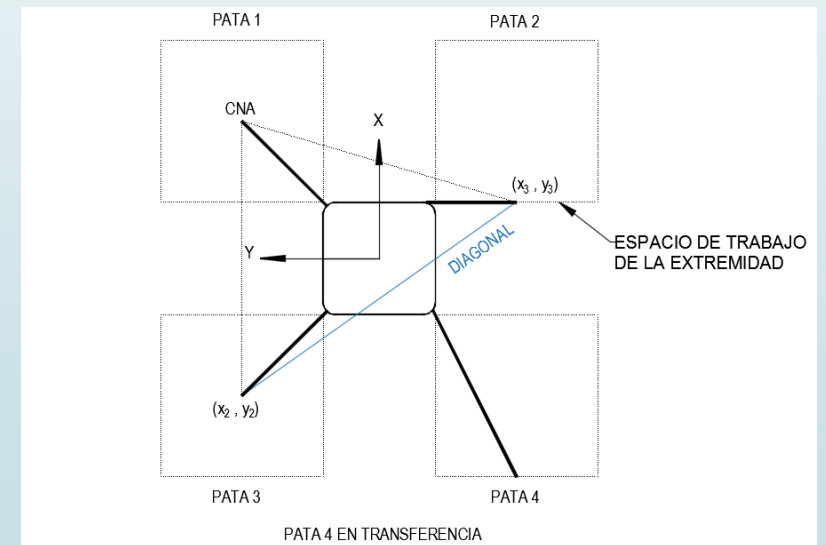 PATA 1
PATA 2
CNA
X
(x₃ , y₃)
Y
DIAGONAL
ESPACIO DE TRABAJO
DE LA EXTREMIDAD
(x₂ , y₂)
PATA 3
PATA 4
PATA 4 EN TRANSFERENCIA